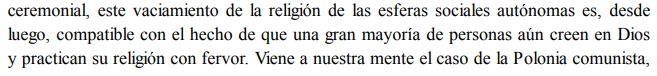 ceremonial, este vaciamiento de la religión de las esferas sociales autónomas es, desde
luego, compatible con el hecho de que una gran mayoría de personas aún creen en Dios
y practican su religión con fervor. Viene a nuestra mente el caso de la Polonia comunista,